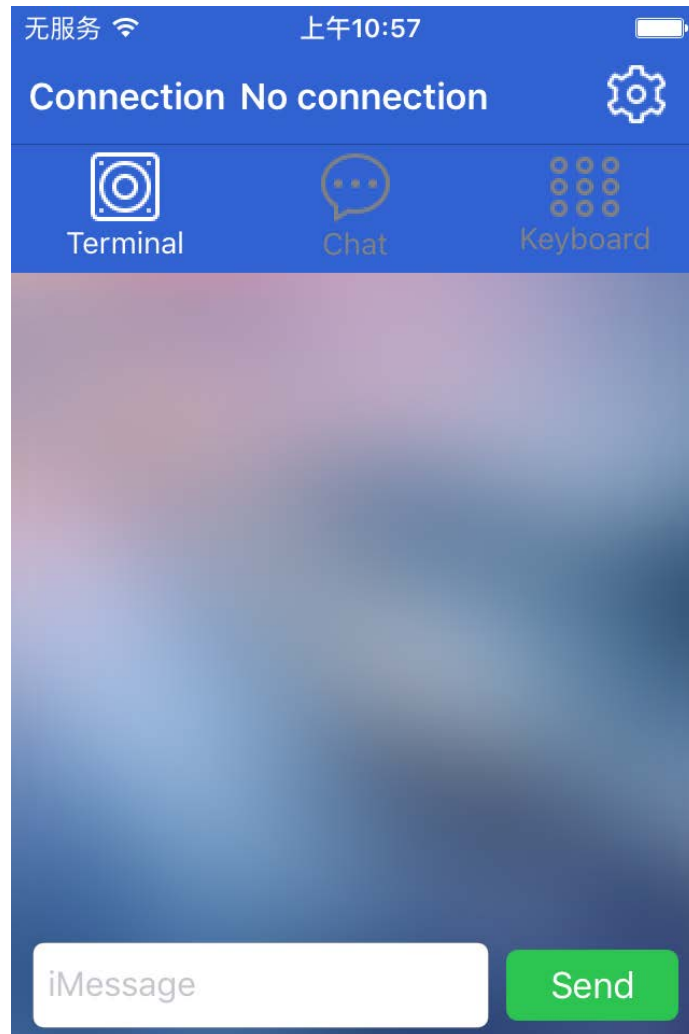 无服务 上午10:57
Connection No connection
Terminal Chat Keyboard
iMessage Send